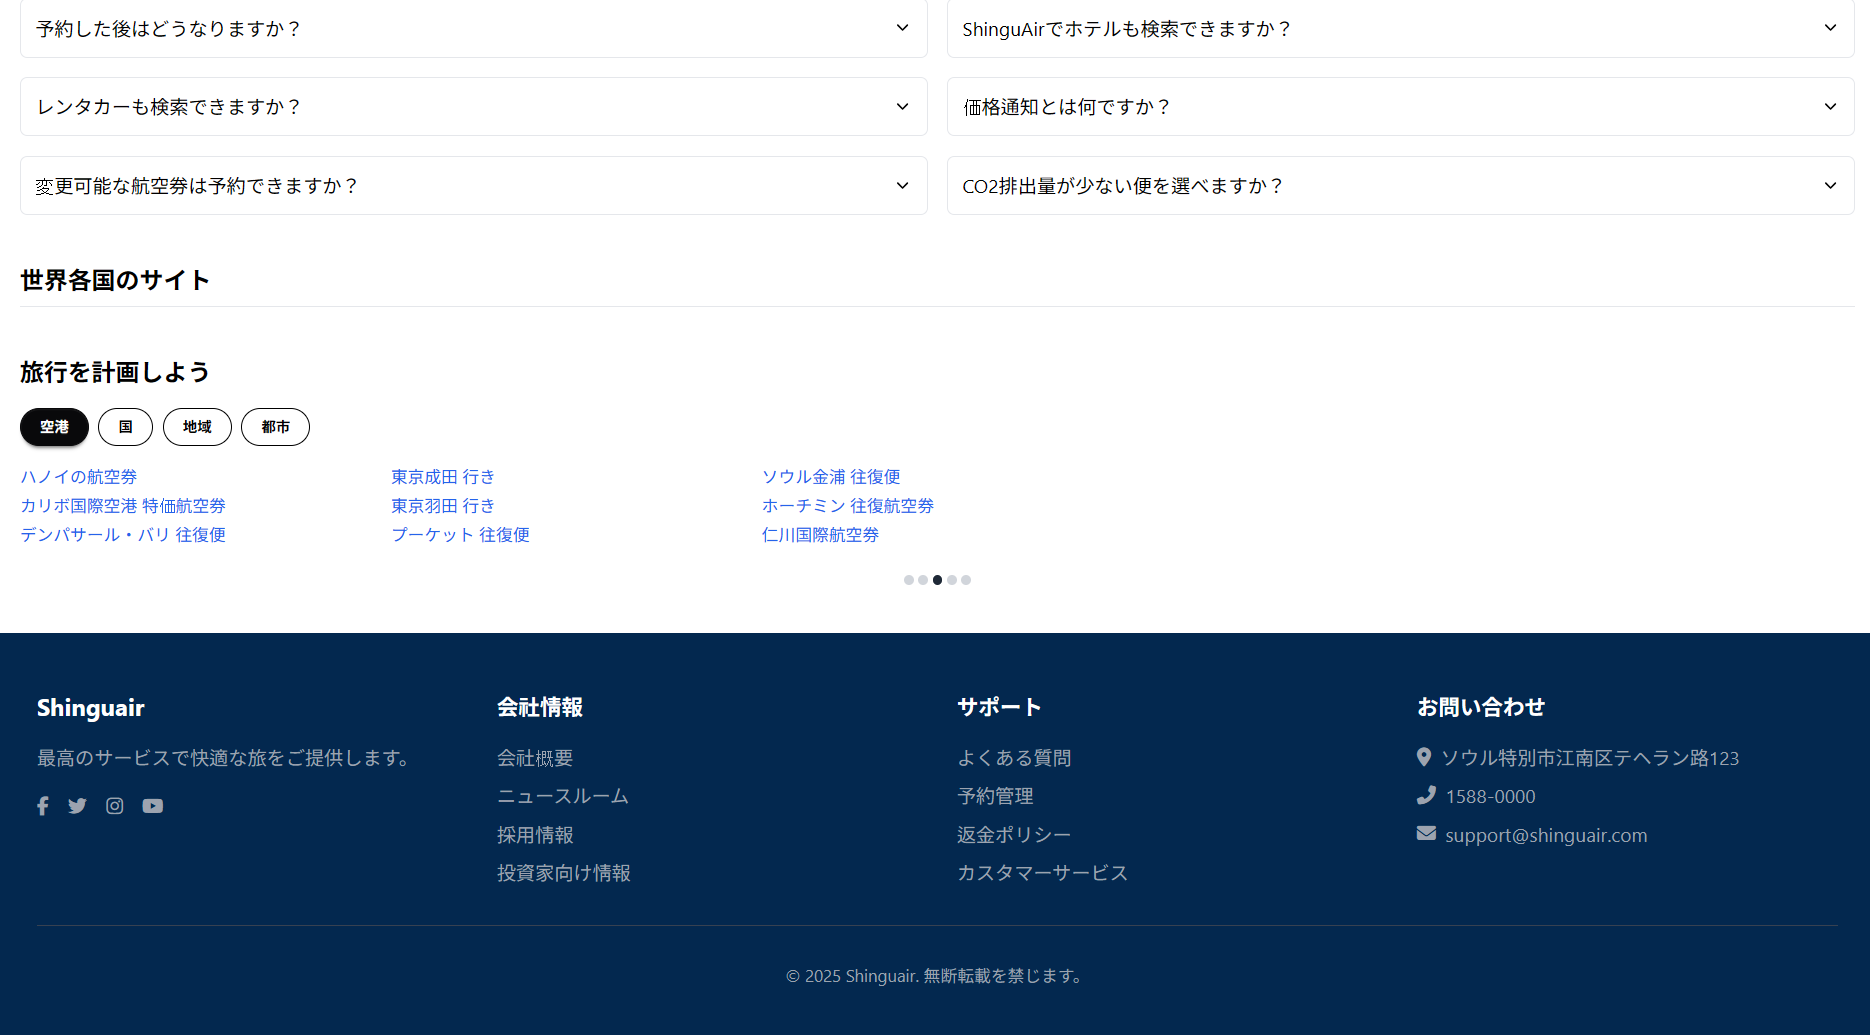 予約した後はどうなりますか？
ShinguAirでホテルも検索できますか？
レンタカーも検索できますか？
価格通知とは何ですか？
変更可能な航空券は予約できますか？
CO2排出量が少ない便を選べますか？
世界各国のサイト
旅行を計画しよう
空港
国
地域
都市
ハノイの航空券
東京成田 行き
ソウル金浦 往復便
カリボ国際空港 特価航空券
東京羽田 行き
ホーチミン 往復航空券
デンパサール・バリ 往復便
プーケット 往復便
仁川国際航空券
Shinguair
最高のサービスで快適な旅をご提供します。
会社情報
会社概要
ニュースルーム
採用情報
投資家向け情報
サポート
よくある質問
予約管理
返金ポリシー
カスタマーサービス
お問い合わせ
ソウル特別市江南区テヘラン路123
1588-0000
support@shinguair.com
© 2025 Shinguair. 無断転載を禁じます。